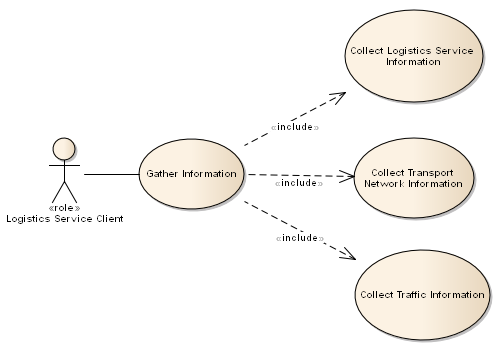 Collect Logistics Service
Information
«include»
Gather Information
Collect Transport
Network Information
«include»
«role»
Logistics Service Client
«include»
Collect Traffic Information